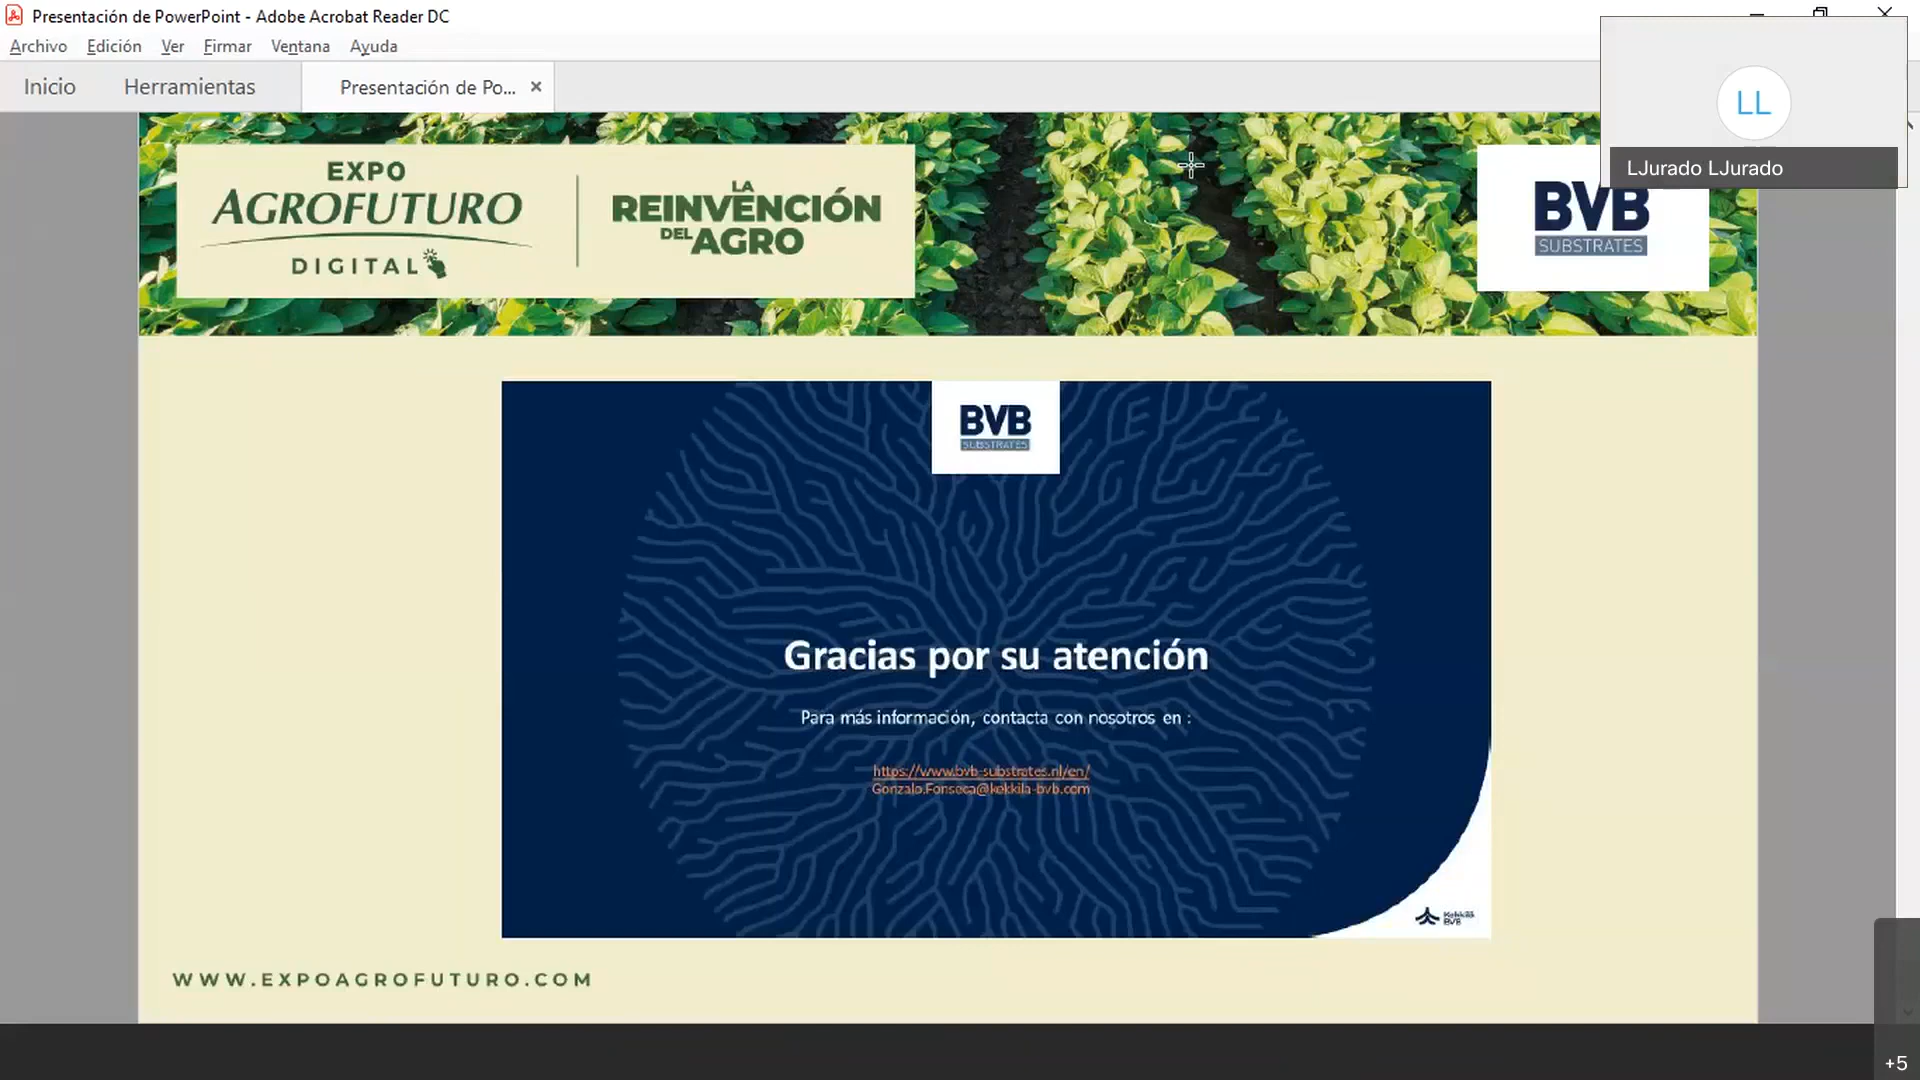 Presentación de PowerPoint - Adobe Acrobat Reader DC
Archivo Edición Ver Firmar Ventana Ayuda
Inicio Herramientas Presentación de Po... ×
LL
LJurado LJurado
EXPO
AGROFUTURO
DIGITAL
LA
REINVENCIÓN
DEL AGRO
BVB
SUBSTRATES
BVB
SUBSTRATES
Gracias por su atención
Para más información, contacta con nosotros en :
https://www.bvb-substrates.nl/en/
Gonzalo.Fonseca@kekkila-bvb.com
Kekkilä
BVB
WWW.EXPOAGROFUTURO.COM
+5